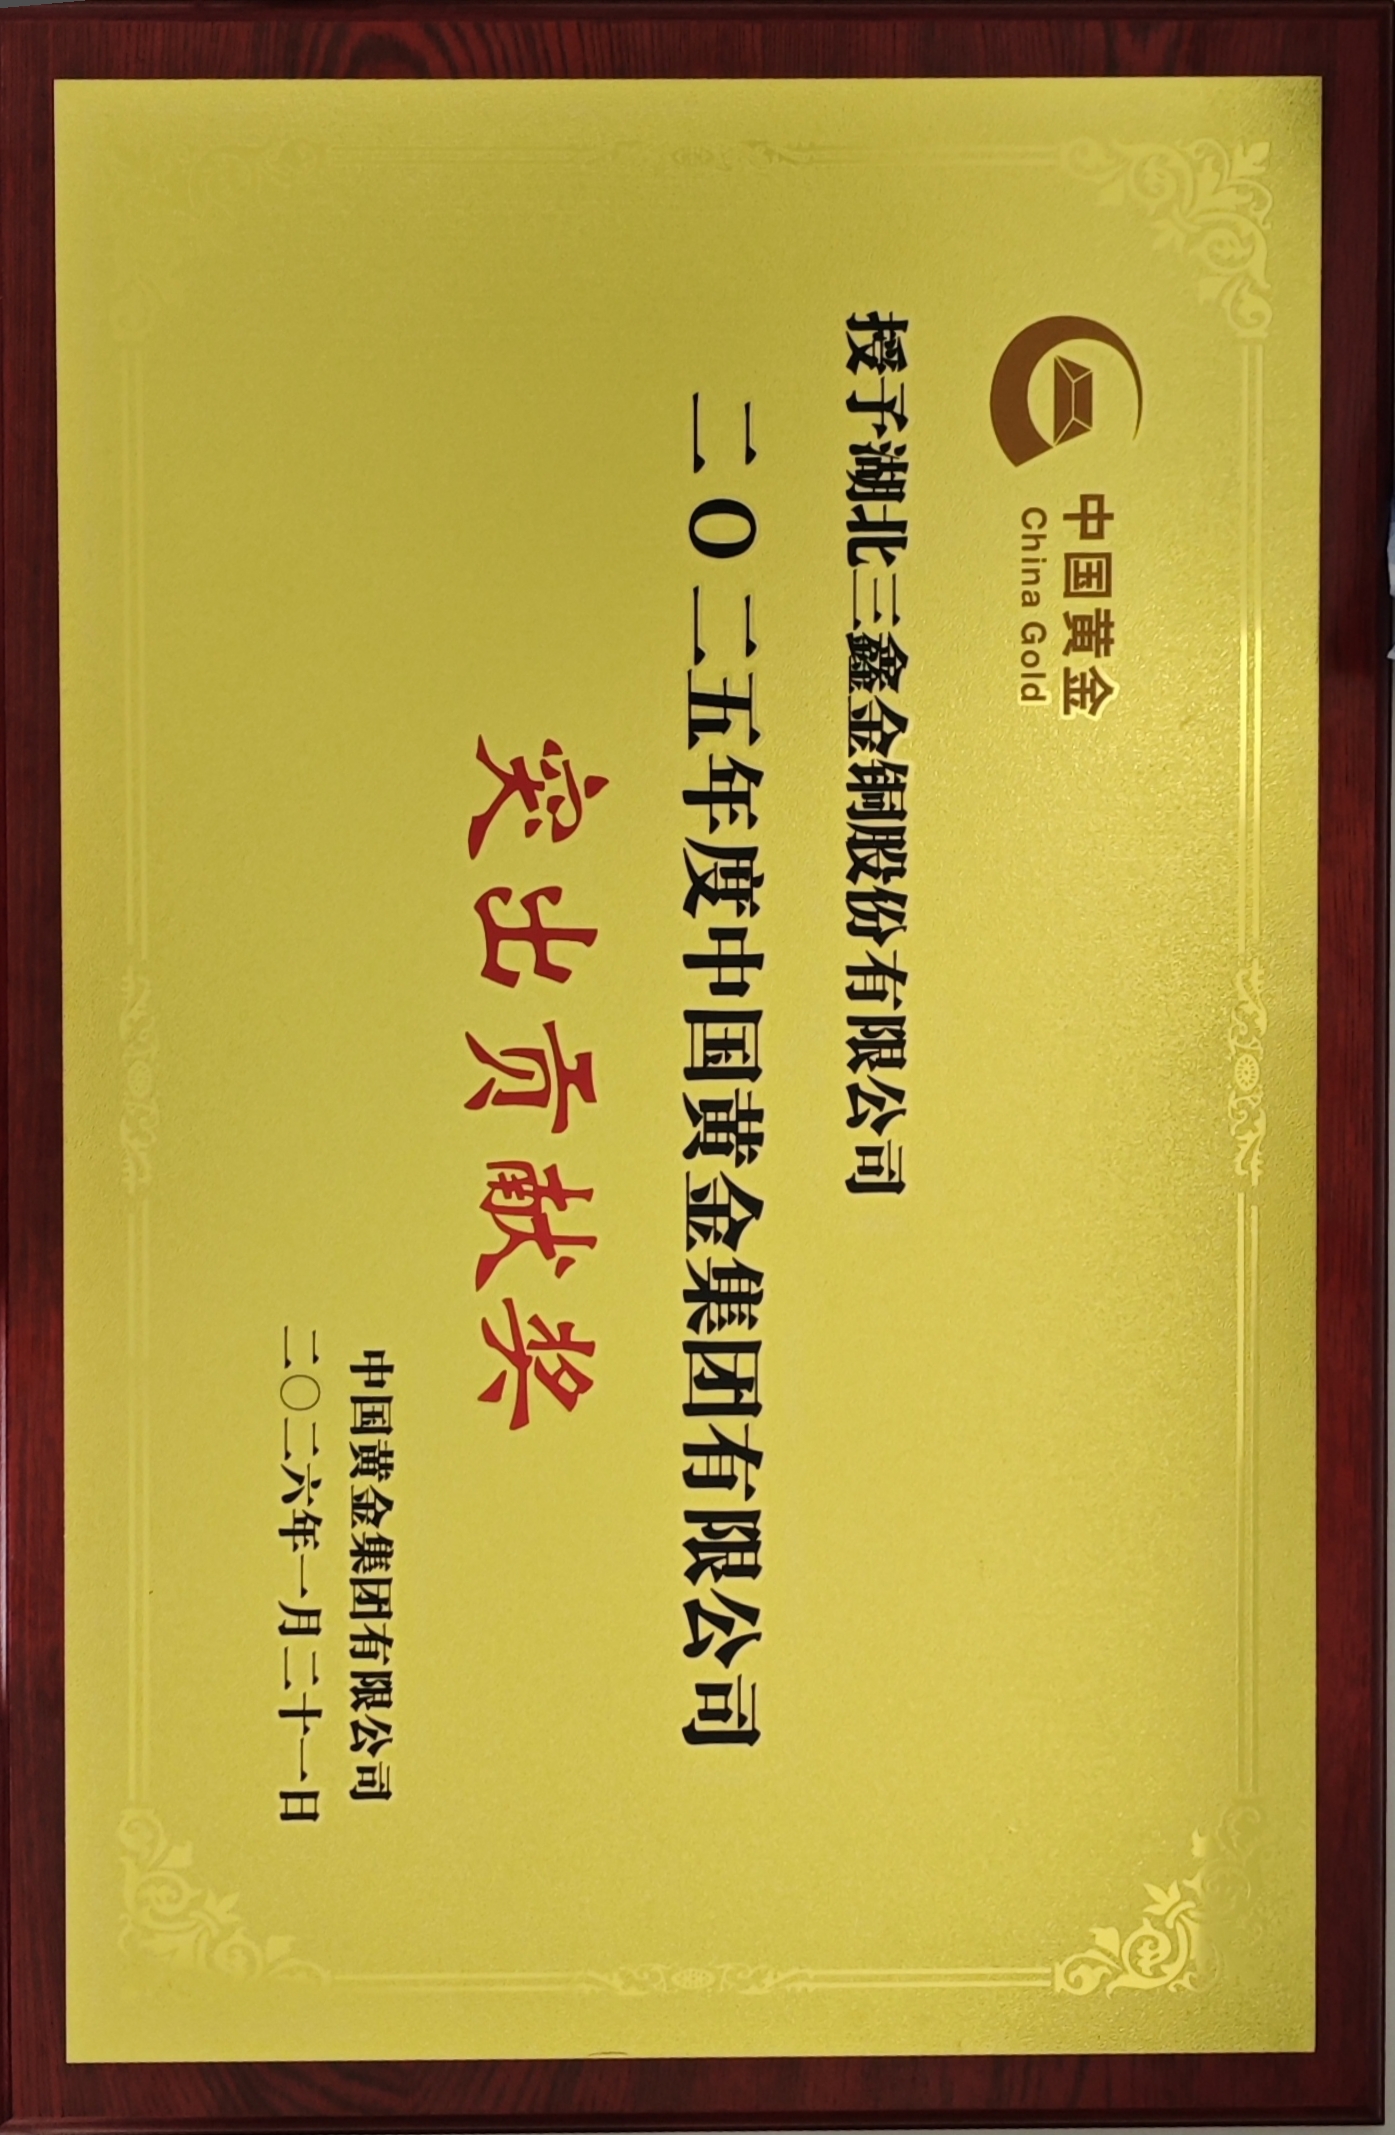 中国黄金
China Gold
授予湖北三鑫金铜股份有限公司
二〇二五年度中国黄金集团有限公司
突出贡献奖
中国黄金集团有限公司
二〇二六年一月二十一日